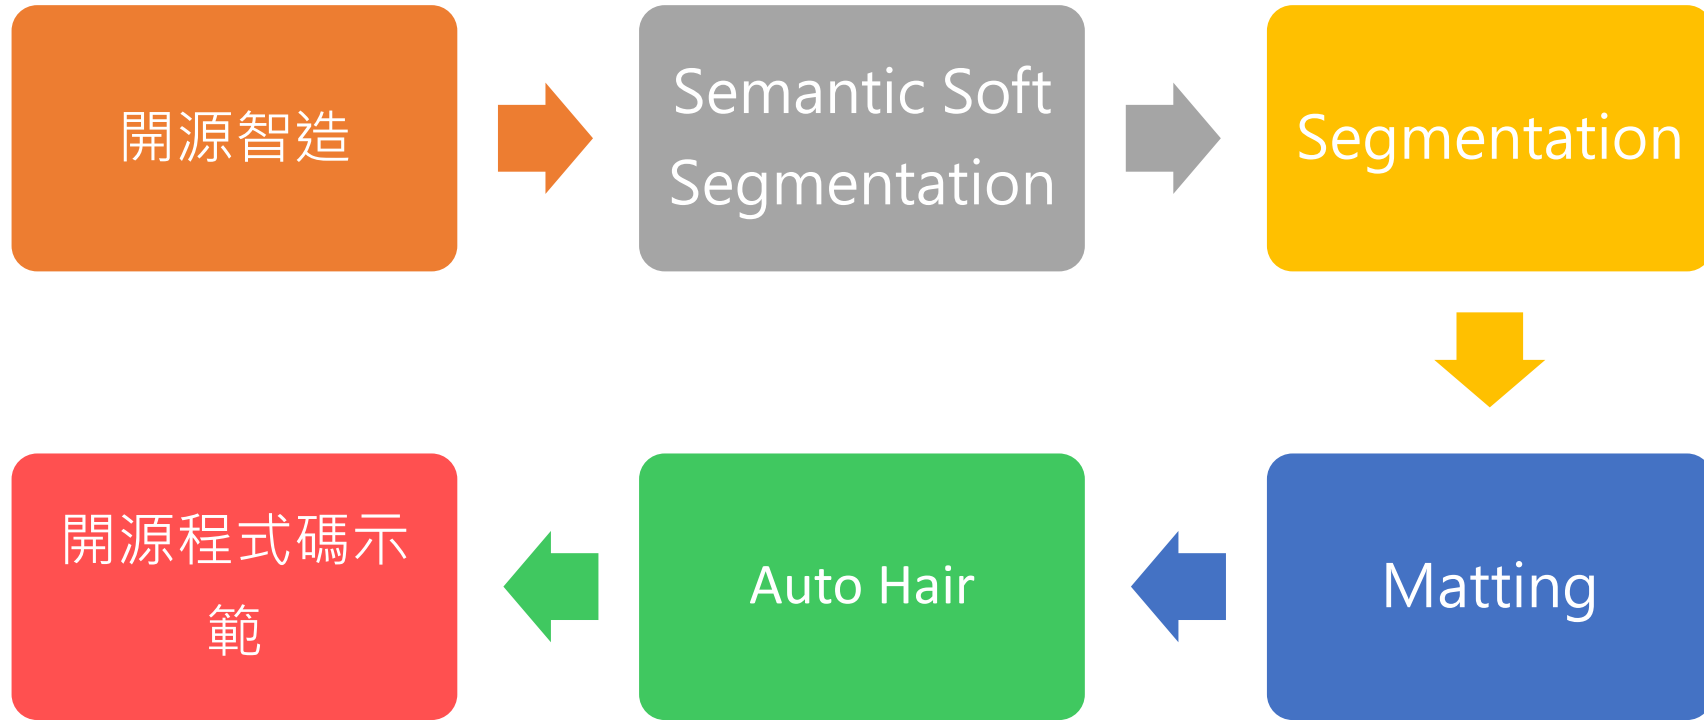 開源智造
Semantic Soft
Segmentation
Segmentation
Matting
Auto Hair
開源程式碼示
範